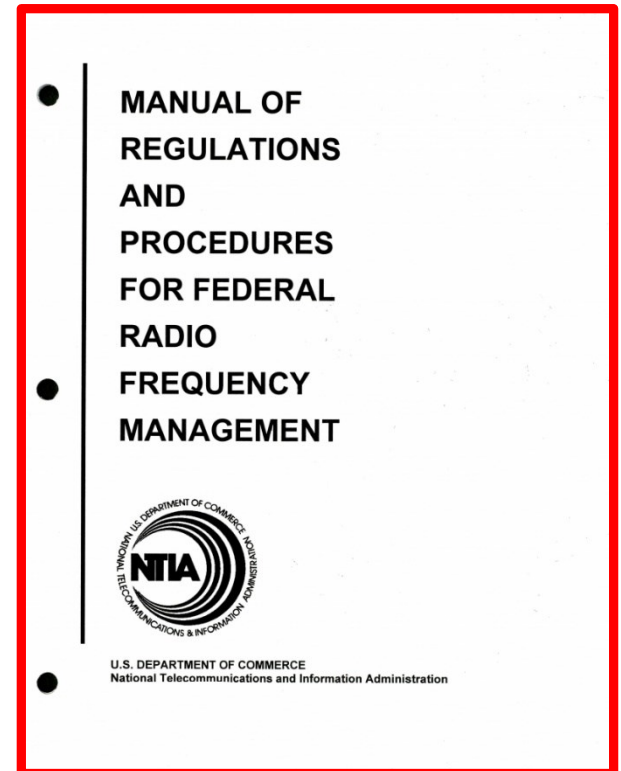 MANUAL OF
REGULATIONS
AND
PROCEDURES
FOR FEDERAL
RADIO
FREQUENCY
MANAGEMENT
U.S. DEPARTMENT OF COMMERCE
NATIONAL TELECOMMUNICATIONS & INFORMATION ADMINISTRATION
NTIA
U.S. DEPARTMENT OF COMMERCE
National Telecommunications and Information Administration